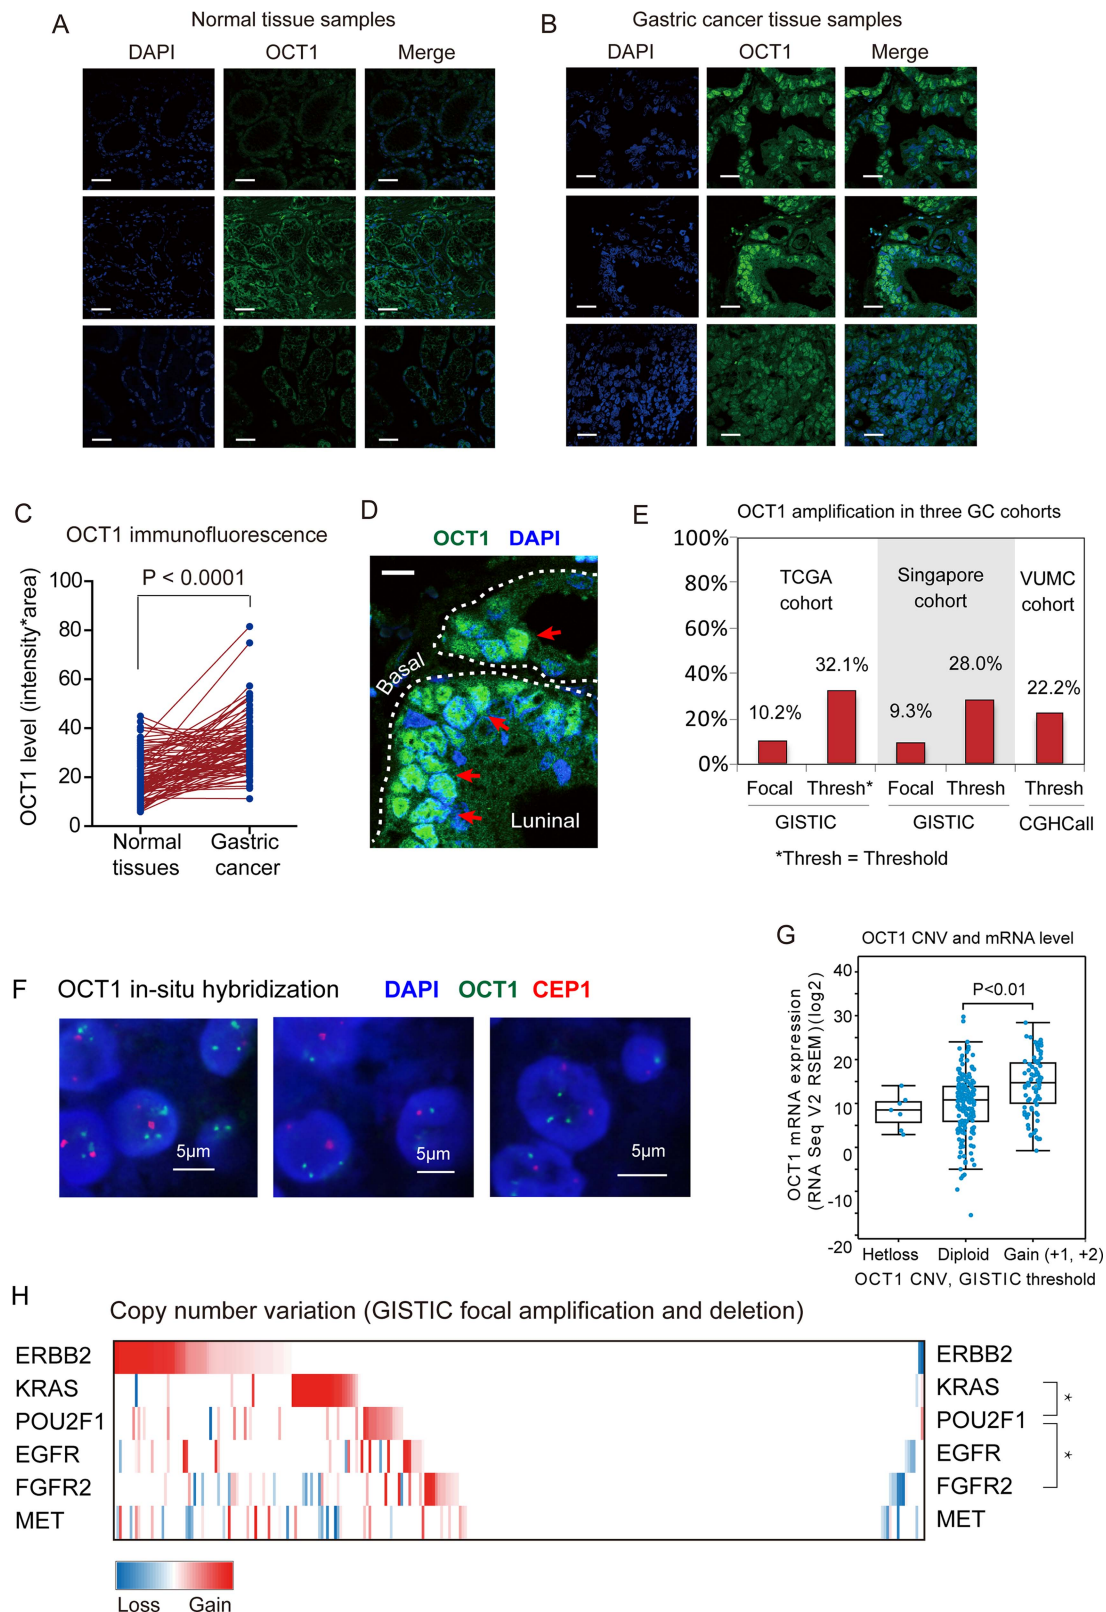 A
Normal tissue samples
DAPI OCT1 Merge
B
Gastric cancer tissue samples
DAPI OCT1 Merge
C
OCT1 immunofluorescence
P < 0.0001
OCT1 level (intensity*area)
100
80
60
40
20
0
Normal tissues
Gastric cancer
D
OCT1 DAPI
Basal
Luninal
E
OCT1 amplification in three GC cohorts
100%
80%
60%
40%
20%
0%
TCGA cohort
Singapore cohort
VUMC cohort
10.2%
32.1%
9.3%
28.0%
22.2%
Focal Thresh* Focal Thresh Thresh
GISTIC GISTIC CGHCall
*Thresh = Threshold
F
OCT1 in-situ hybridization DAPI OCT1 CEP1
5μm
5μm
5μm
G
OCT1 CNV and mRNA level
P<0.01
OCT1 mRNA expression
(RNA Seq V2 RSEM)(log2)
40
30
20
10
0
-10
-20
Hetloss Diploid Gain (+1, +2)
OCT1 CNV, GISTIC threshold
H
Copy number variation (GISTIC focal amplification and deletion)
ERBB2
KRAS
POU2F1
EGFR
FGFR2
MET
ERBB2
KRAS
POU2F1
EGFR
FGFR2
MET
*
*
Loss Gain